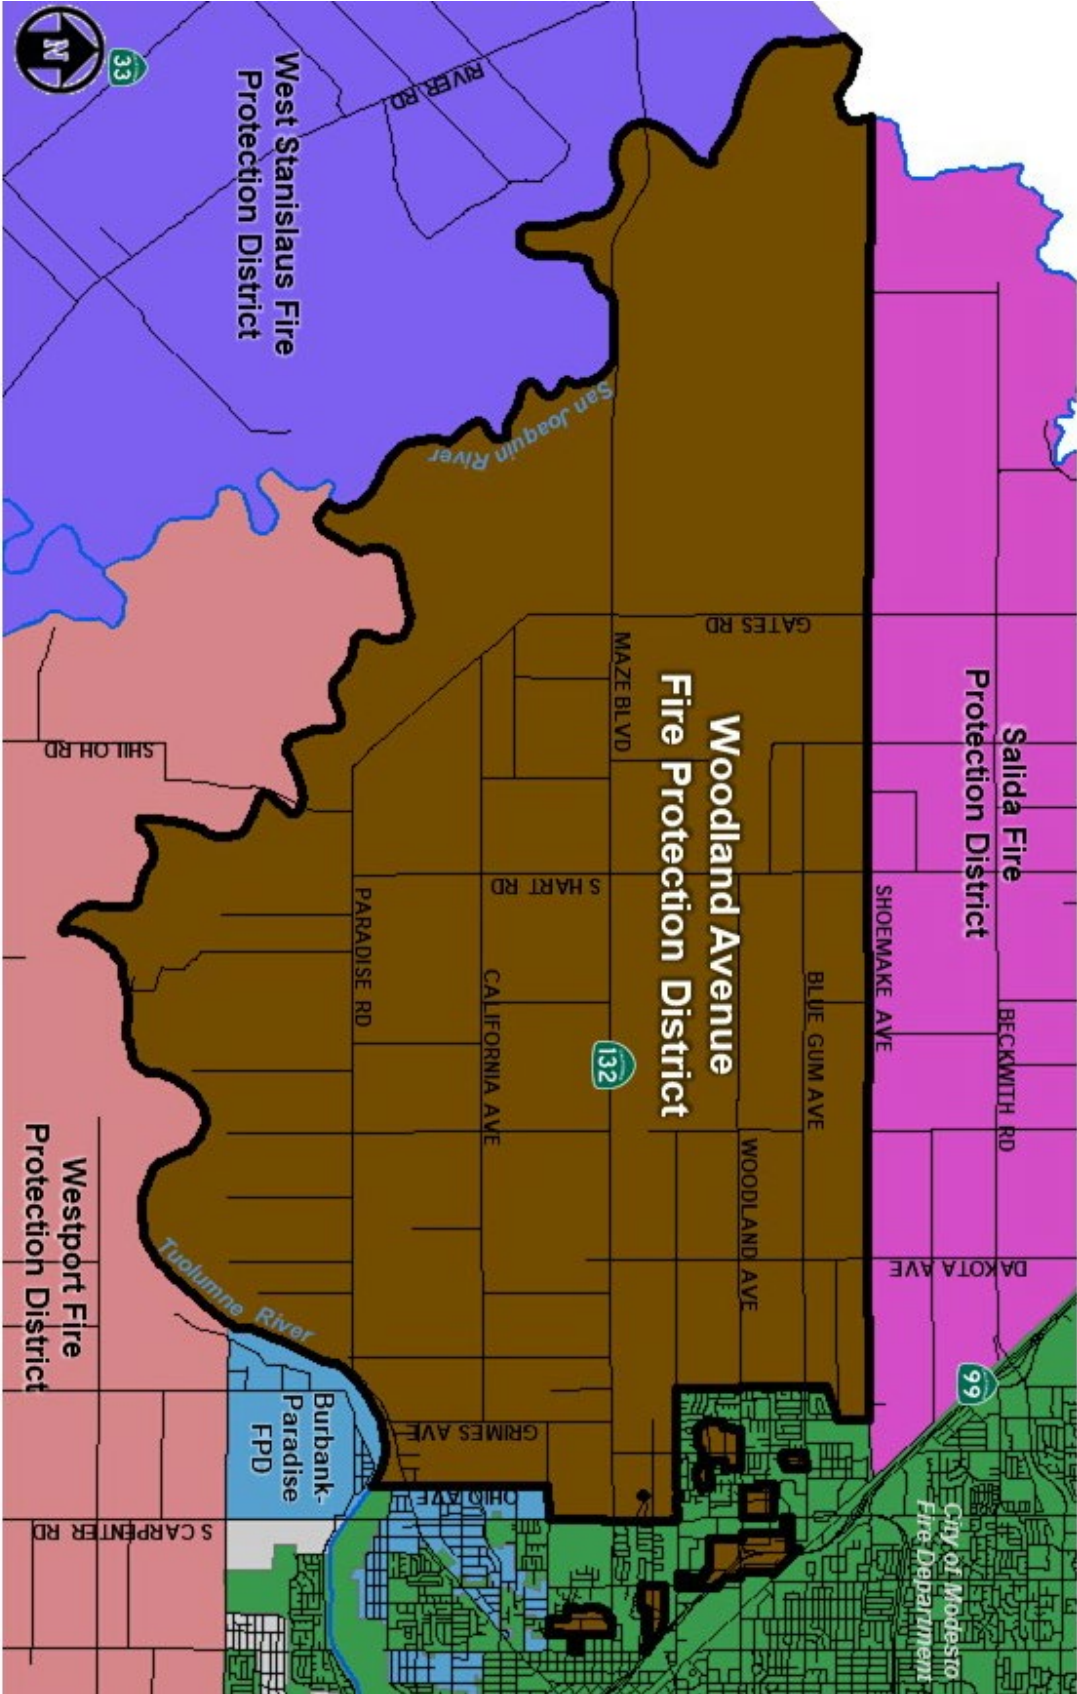 N
33
RIVER RD
West Stanislaus Fire
Protection District
San Joaquin River
GATES RD
MAZE BLVD
Woodland Avenue
Fire Protection District
Salida Fire
Protection District
SHILOH RD
S HART RD
PARADISE RD
CALIFORNIA AVE
BLUE GUM AVE
SHOEMAKE AVE
BECKWITH RD
132
WOODLAND AVE
DAKOTA AVE
Westport Fire
Protection District
Tuolumne River
99
Burbank-
Paradise
FPD
GRIMES AVE
OHIO AVE
S CARPENTER RD
City of Modesto
Fire Department